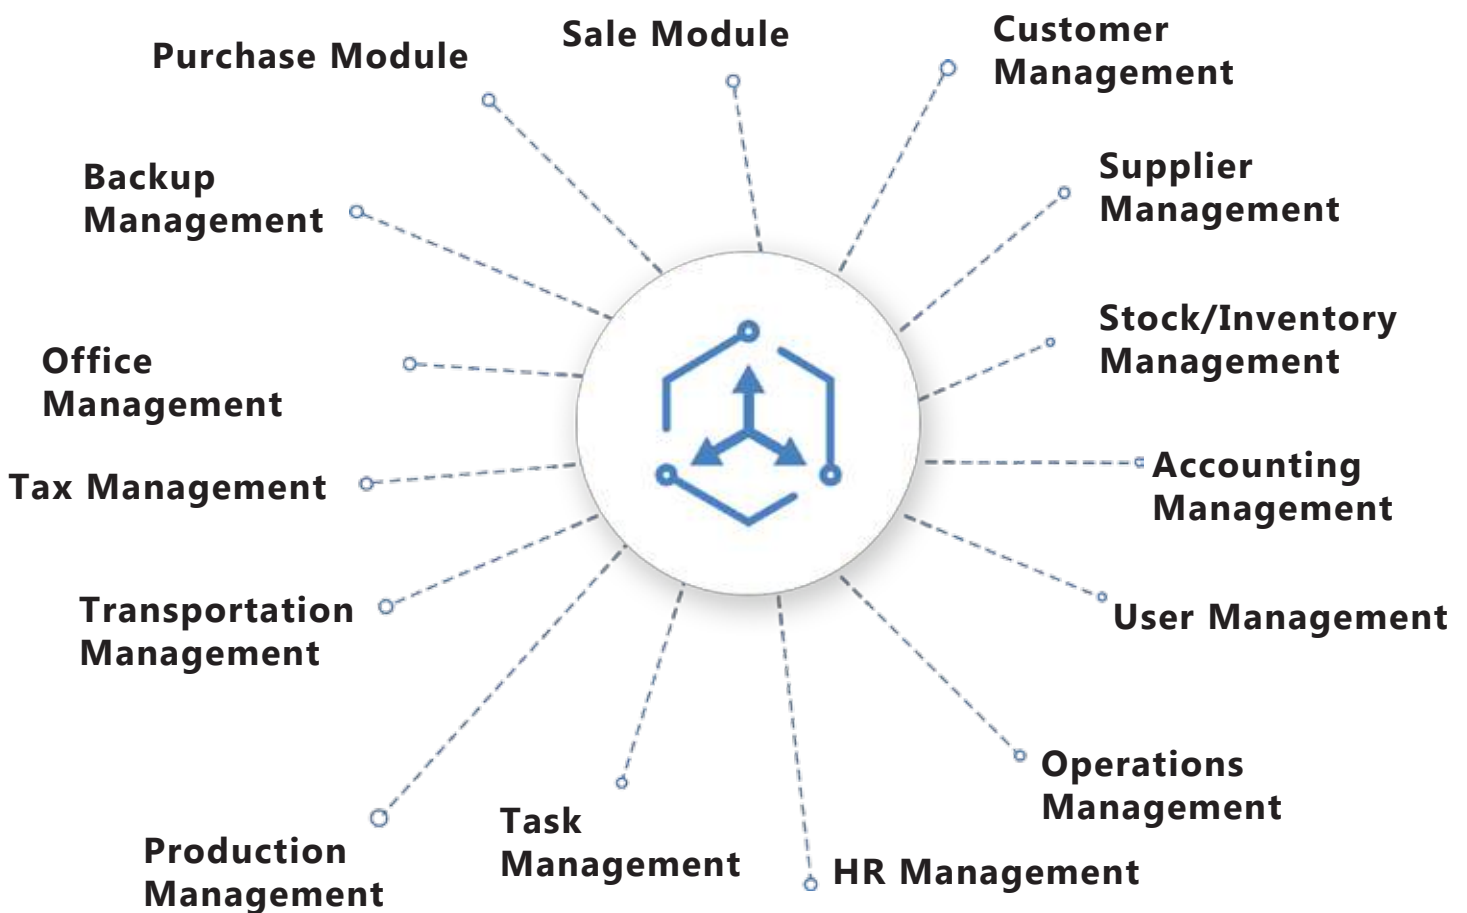 Sale Module
Customer
Management
Purchase Module
Supplier
Management
Backup
Management
Stock/Inventory
Management
Office
Management
Accounting
Management
Tax Management
User Management
Transportation
Management
Operations
Management
Task
Management
HR Management
Production
Management